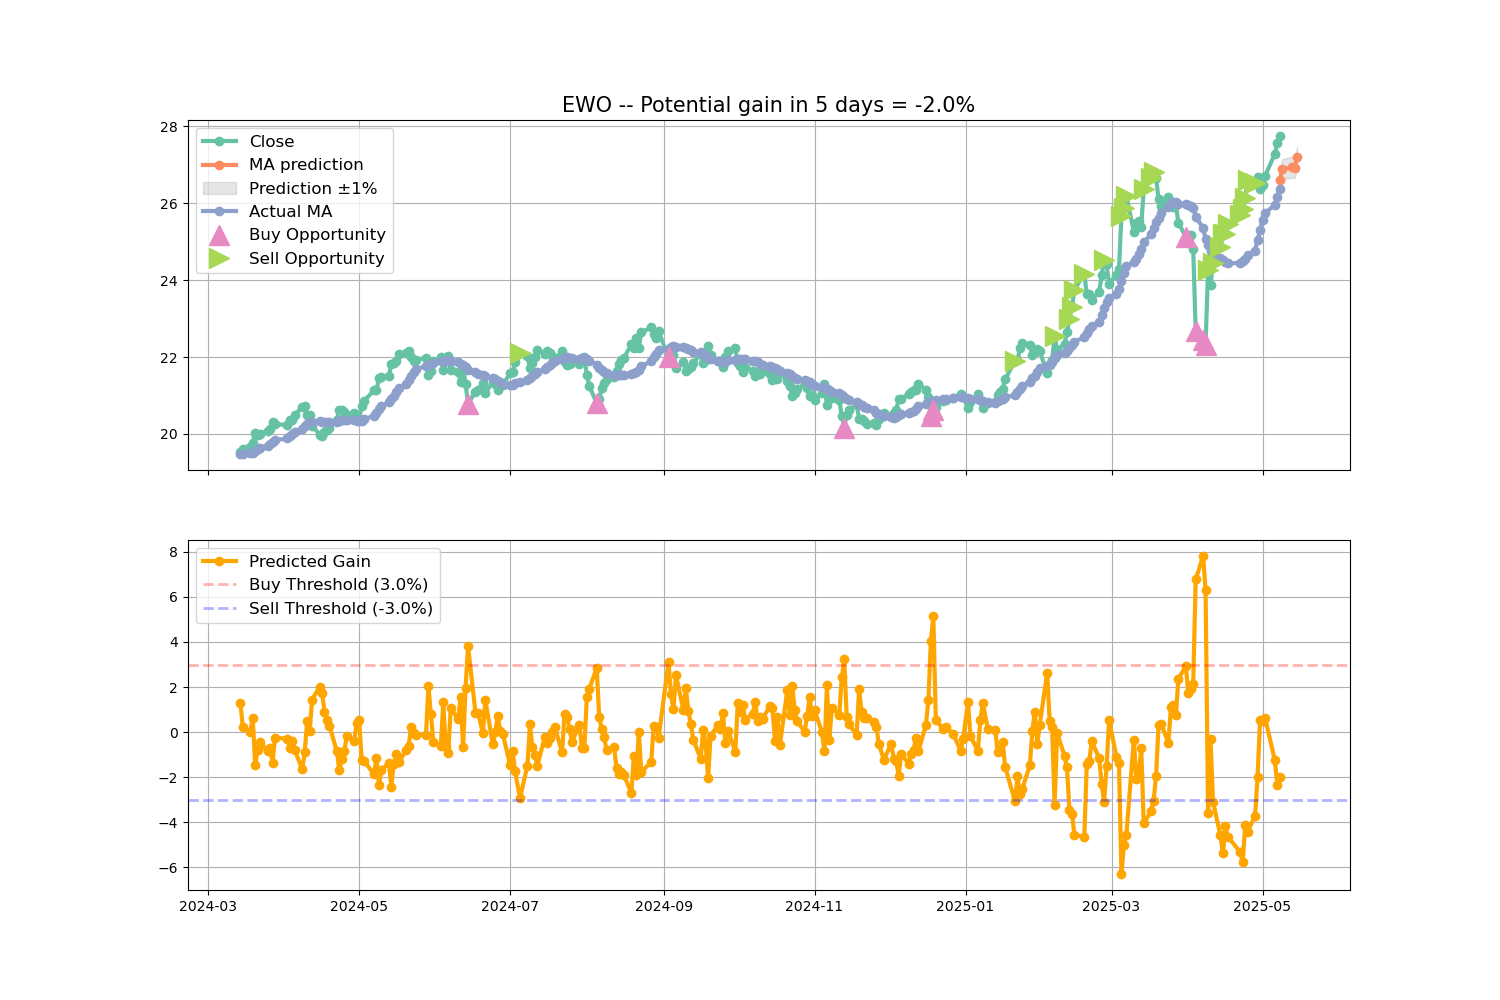 EWO -- Potential gain in 5 days = -2.0%
28
26
24
22
20
Close
MA prediction
Prediction ±1%
Actual MA
Buy Opportunity
Sell Opportunity
8
6
4
2
0
−2
−4
−6
Predicted Gain
Buy Threshold (3.0%)
Sell Threshold (-3.0%)
2024-03
2024-05
2024-07
2024-09
2024-11
2025-01
2025-03
2025-05